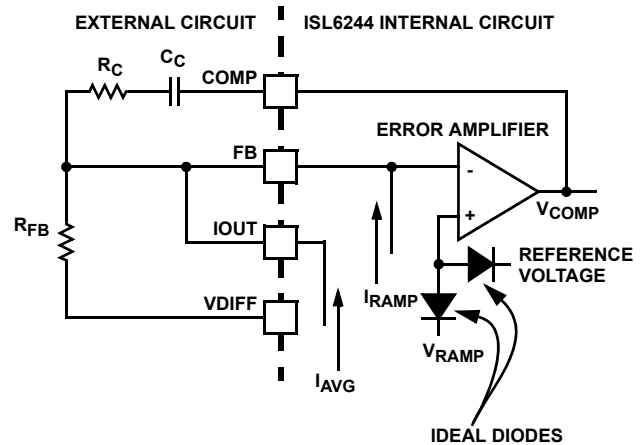 EXTERNAL CIRCUIT
ISL6244 INTERNAL CIRCUIT
RC
CC
COMP
ERROR AMPLIFIER
FB
-
+
VCOMP
RFB
IOUT
REFERENCE
VOLTAGE
IRAMP
VDIFF
VRAMP
IAVG
IDEAL DIODES